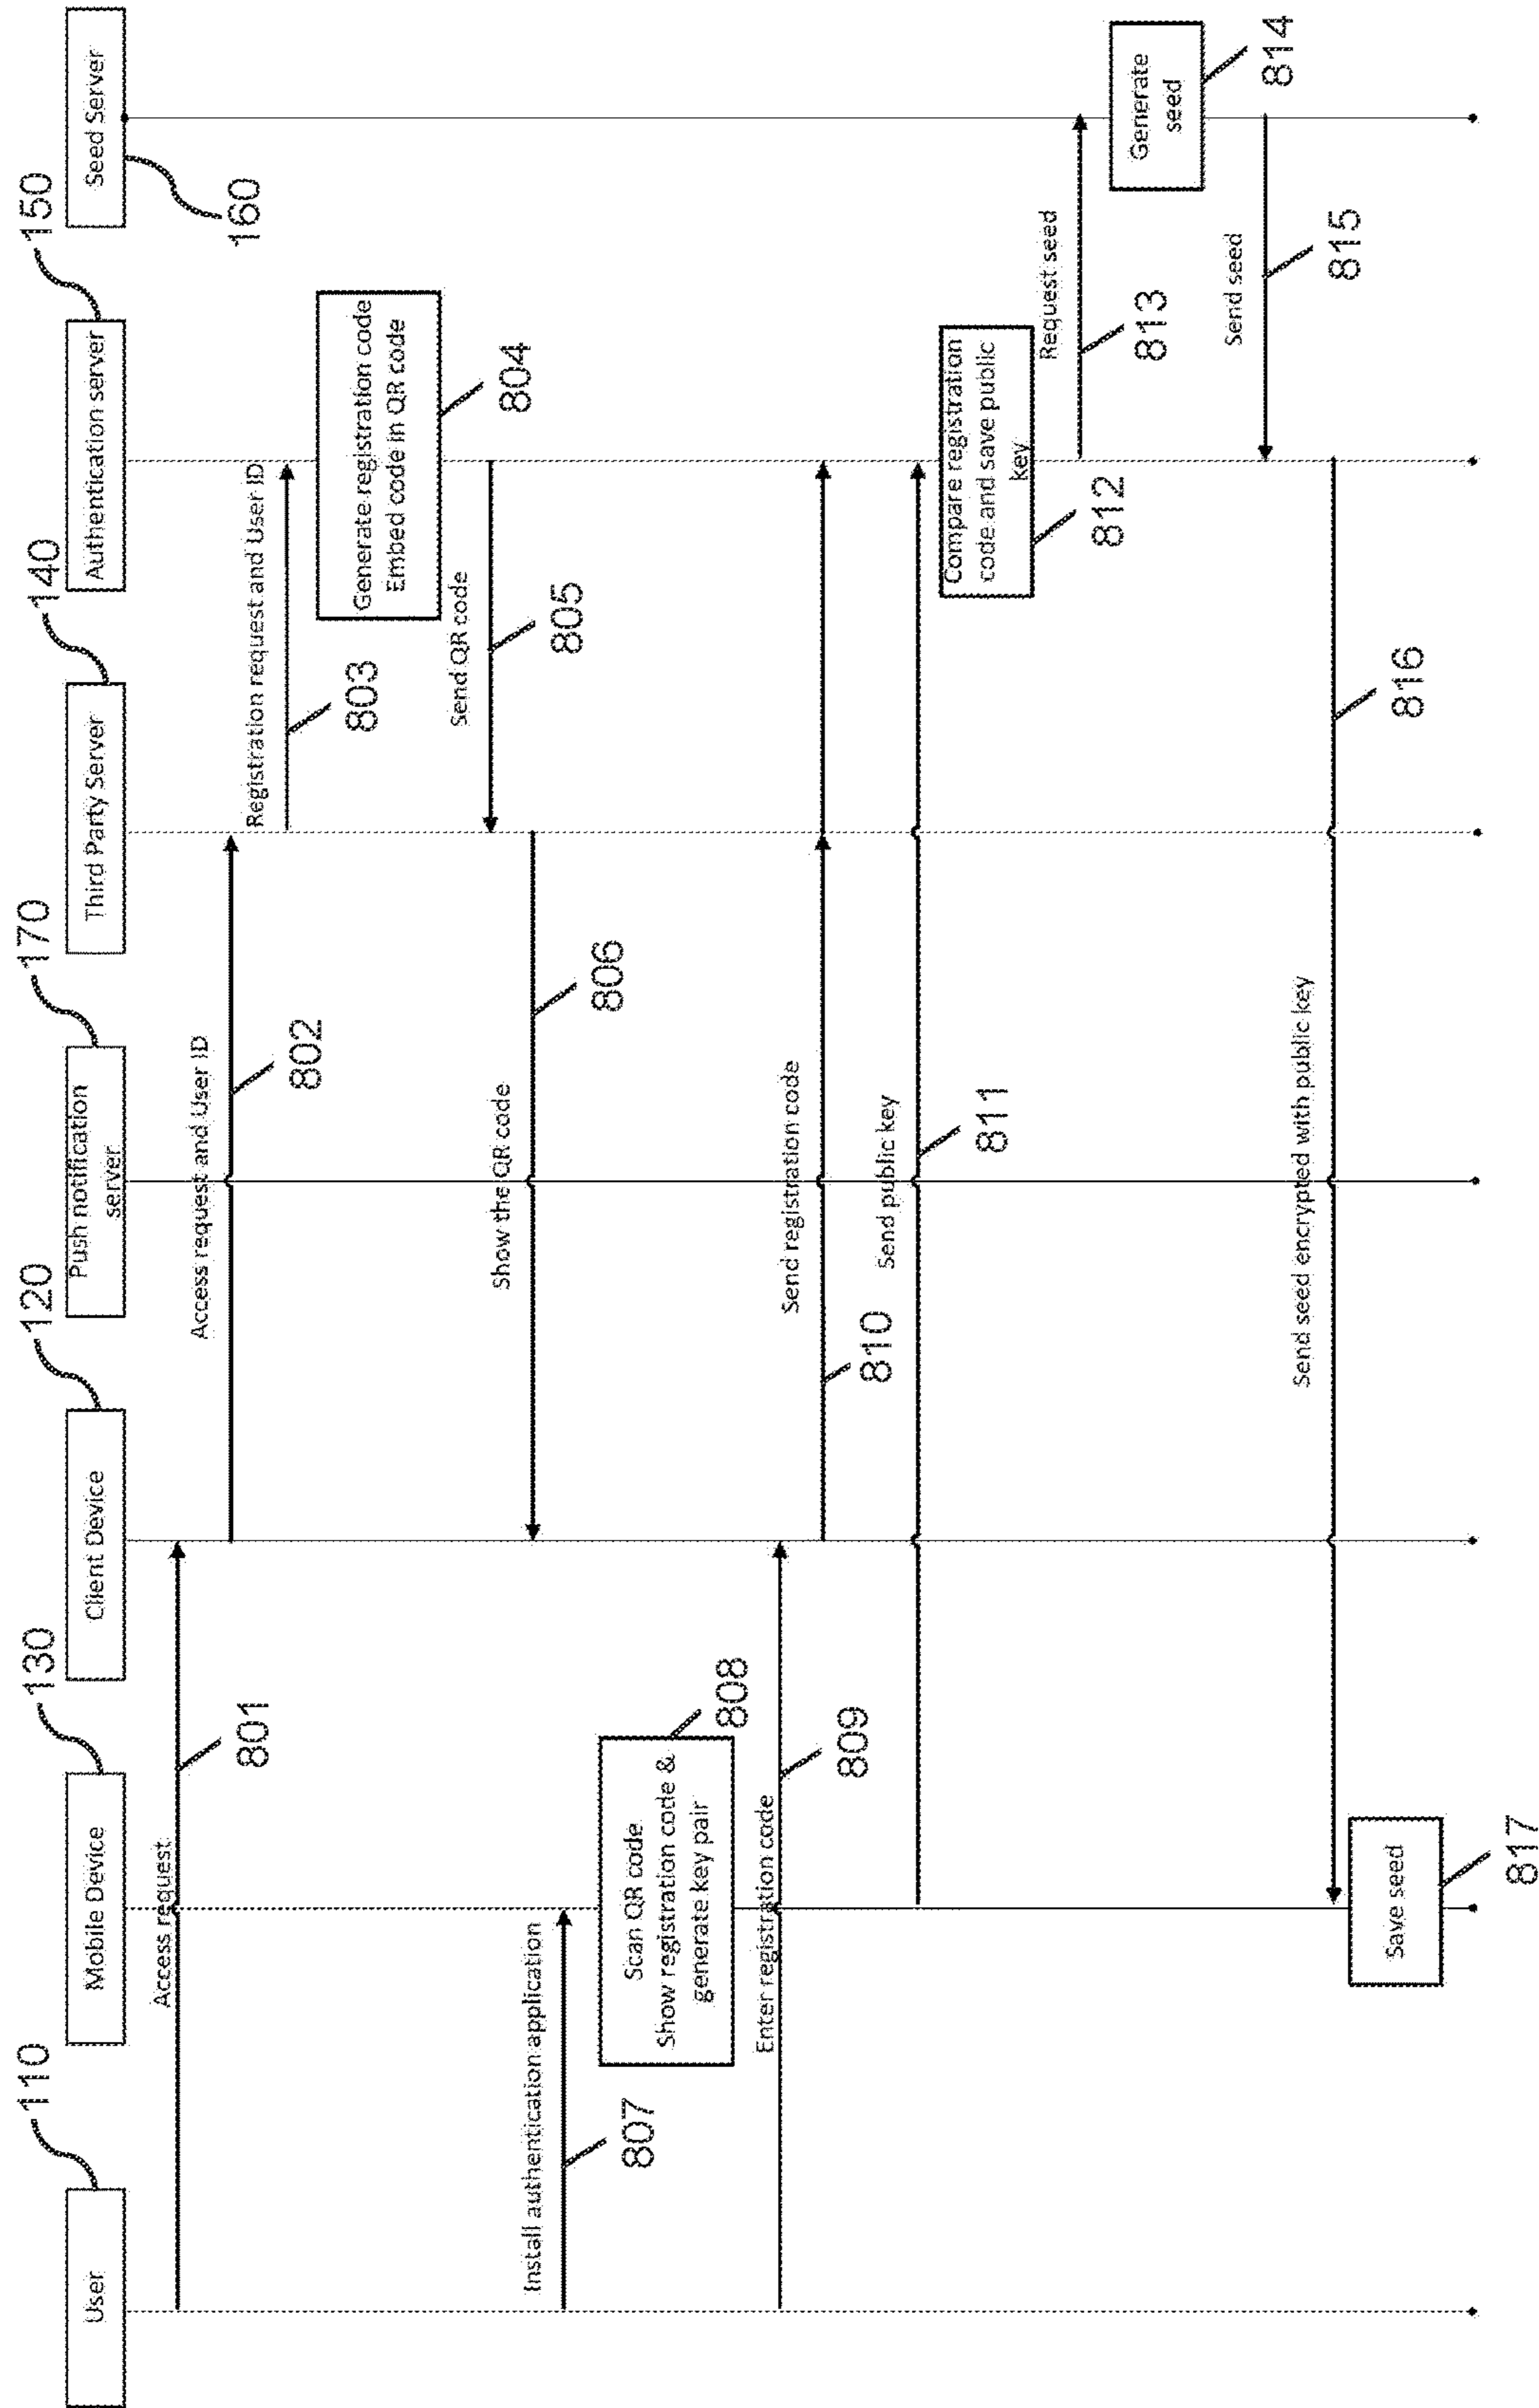 110
130
120
170
140
150
User
Mobile Device
Client Device
Push notification
server
Third Party Server
Authentication server
Seed Server
160
Access request
801
Access request and User ID
802
Registration request and User ID
803
Generate registration code
Embed code in QR code
804
Send QR code
805
Show the QR code
806
Install authentication application
807
Scan QR code
Show registration code &
generate key pair
808
Enter registration code
809
Send registration code
810
Send public key
811
Compare registration
code and save public
key
812
Request seed
813
Generate
seed
814
Send seed
815
Send seed encrypted with public key
816
Save seed
817